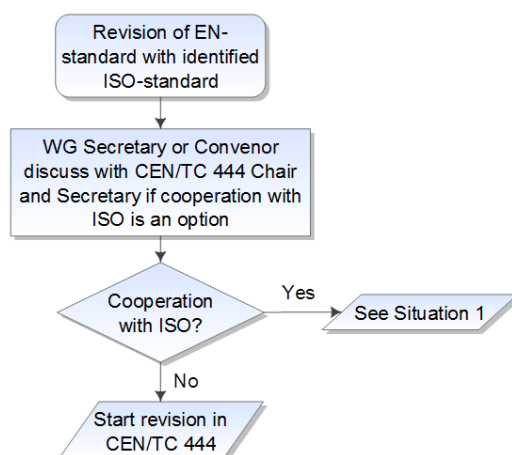 Revision of EN-
standard with identified
ISO-standard
WG Secretary or Convenor
discuss with CEN/TC 444 Chair
and Secretary if cooperation with
ISO is an option
Cooperation
with ISO?
Yes
See Situation 1
No
Start revision in
CEN/TC 444